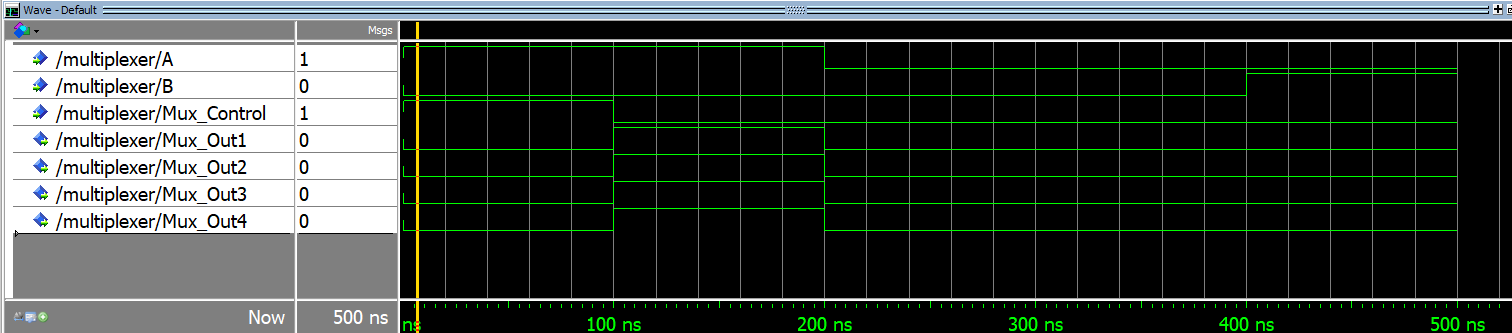 Wave - Default
Msgs
/multiplexer/A 1
/multiplexer/B 0
/multiplexer/Mux_Control 1
/multiplexer/Mux_Out1 0
/multiplexer/Mux_Out2 0
/multiplexer/Mux_Out3 0
/multiplexer/Mux_Out4 0
Now 500 ns
ns 100 ns 200 ns 300 ns 400 ns 500 ns